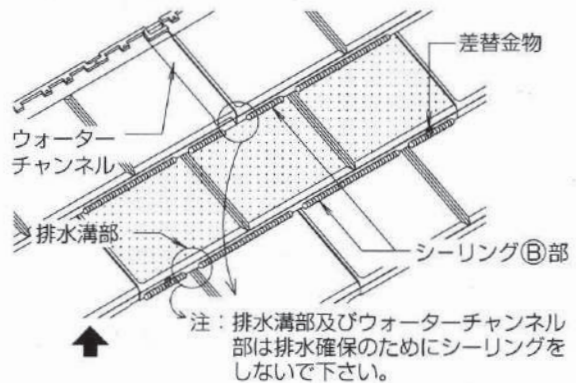 差替金物
ウォーター
チャンネル
排水溝部
シーリングⒷ部
注：排水溝部及びウォーターチャンネル
部は排水確保のためにシーリングを
しないで下さい。